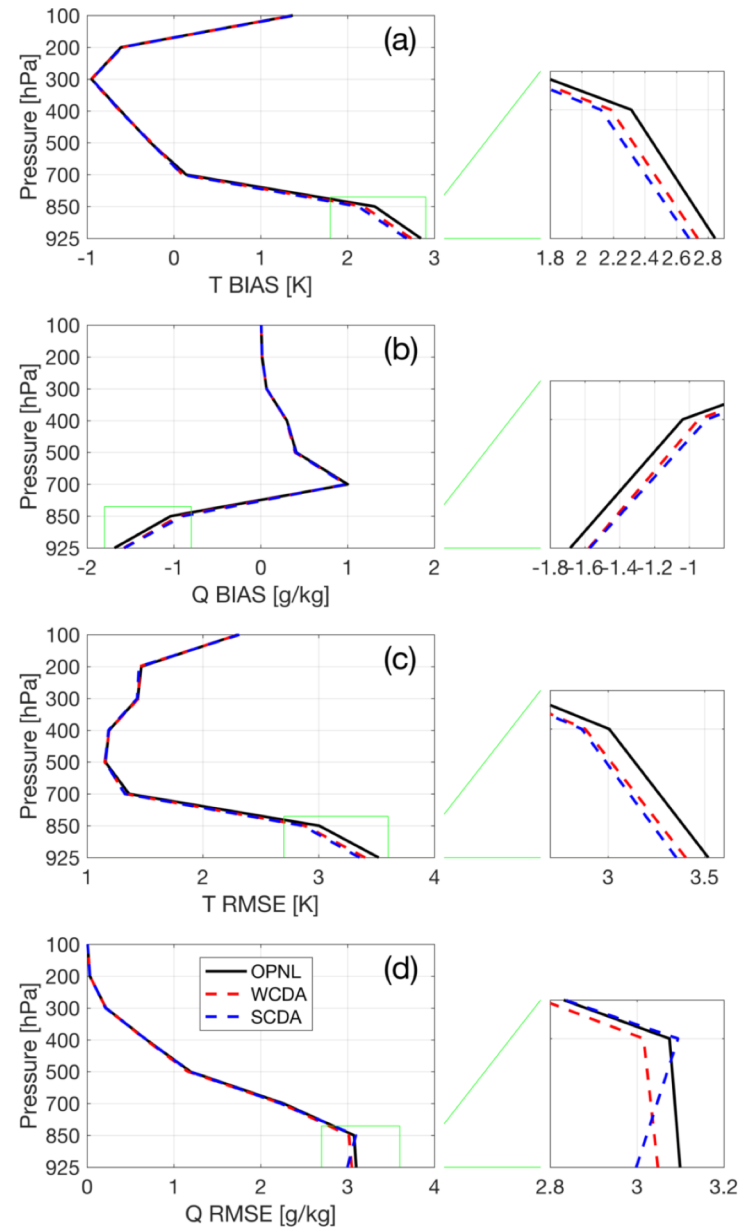 (a)
Pressure [hPa]
100
200
300
400
500
700
850
925
-1 0 1 2 3
T BIAS [K]
1.8 2 2.2 2.4 2.6 2.8
(b)
Pressure [hPa]
100
200
300
400
500
700
850
925
-2 -1 0 1 2
Q BIAS [g/kg]
-1.8 -1.6 -1.4 -1.2 -1
(c)
Pressure [hPa]
100
200
300
400
500
700
850
925
1 2 3 4
T RMSE [K]
3 3.5
(d)
Pressure [hPa]
100
200
300
400
500
700
850
925
OPNL
WCDA
SCDA
0 1 2 3 4
Q RMSE [g/kg]
2.8 3 3.2